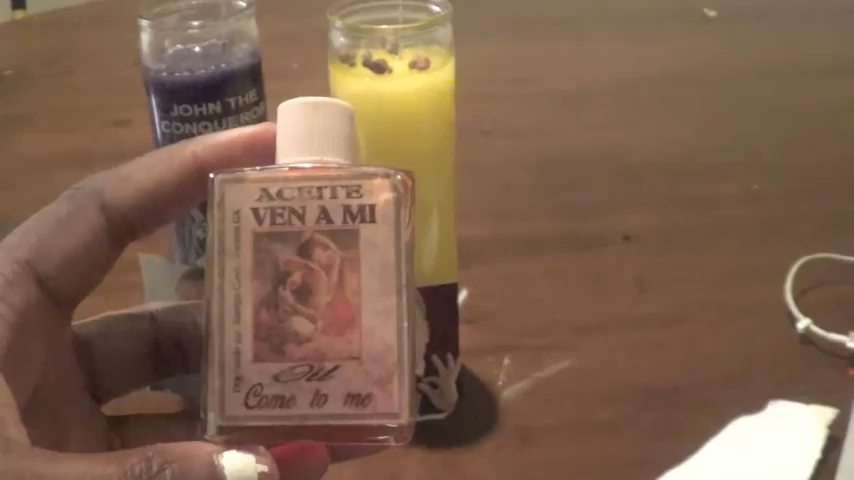 JOHN THE
CONQUEROR
ACEITE
VEN A MI
Oil
Come to me